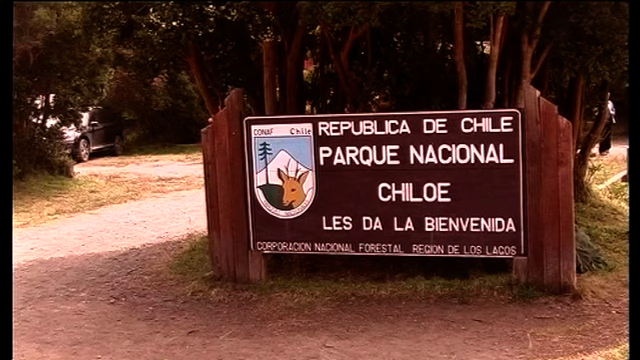 CONAF Chile
REPUBLICA DE CHILE
PARQUE NACIONAL
CHILOE
LES DA LA BIENVENIDA
CORPORACION NACIONAL FORESTAL REGION DE LOS LAGOS